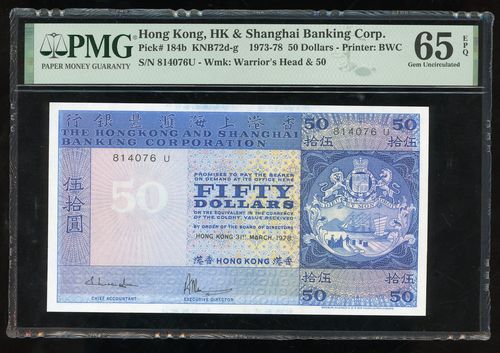 PMG
PAPER MONEY GUARANTY
Hong Kong, HK & Shanghai Banking Corp.
Pick# 184b KNB72d-g 1973-78 50 Dollars - Printer: BWC
S/N 814076U - Wmk: Warrior's Head & 50
65 EPQ
Gem Uncirculated
行銀豐滙海上港香
THE HONGKONG AND SHANGHAI
BANKING CORPORATION
50
50
814076 U
伍拾
814076 U
50
伍拾圓
PROMISES TO PAY THE BEARER
ON DEMAND AT ITS OFFICE HERE
FIFTY
DOLLARS
OR THE EQUIVALENT IN THE CURRENCY
OF THE COLONY, VALUE RECEIVED
BY ORDER OF THE BOARD OF DIRECTORS
HONG KONG 31ST MARCH, 1978
港香 HONG KONG 港香
CHIEF ACCOUNTANT
EXECUTIVE DIRECTOR
拾伍
拾伍
50
50